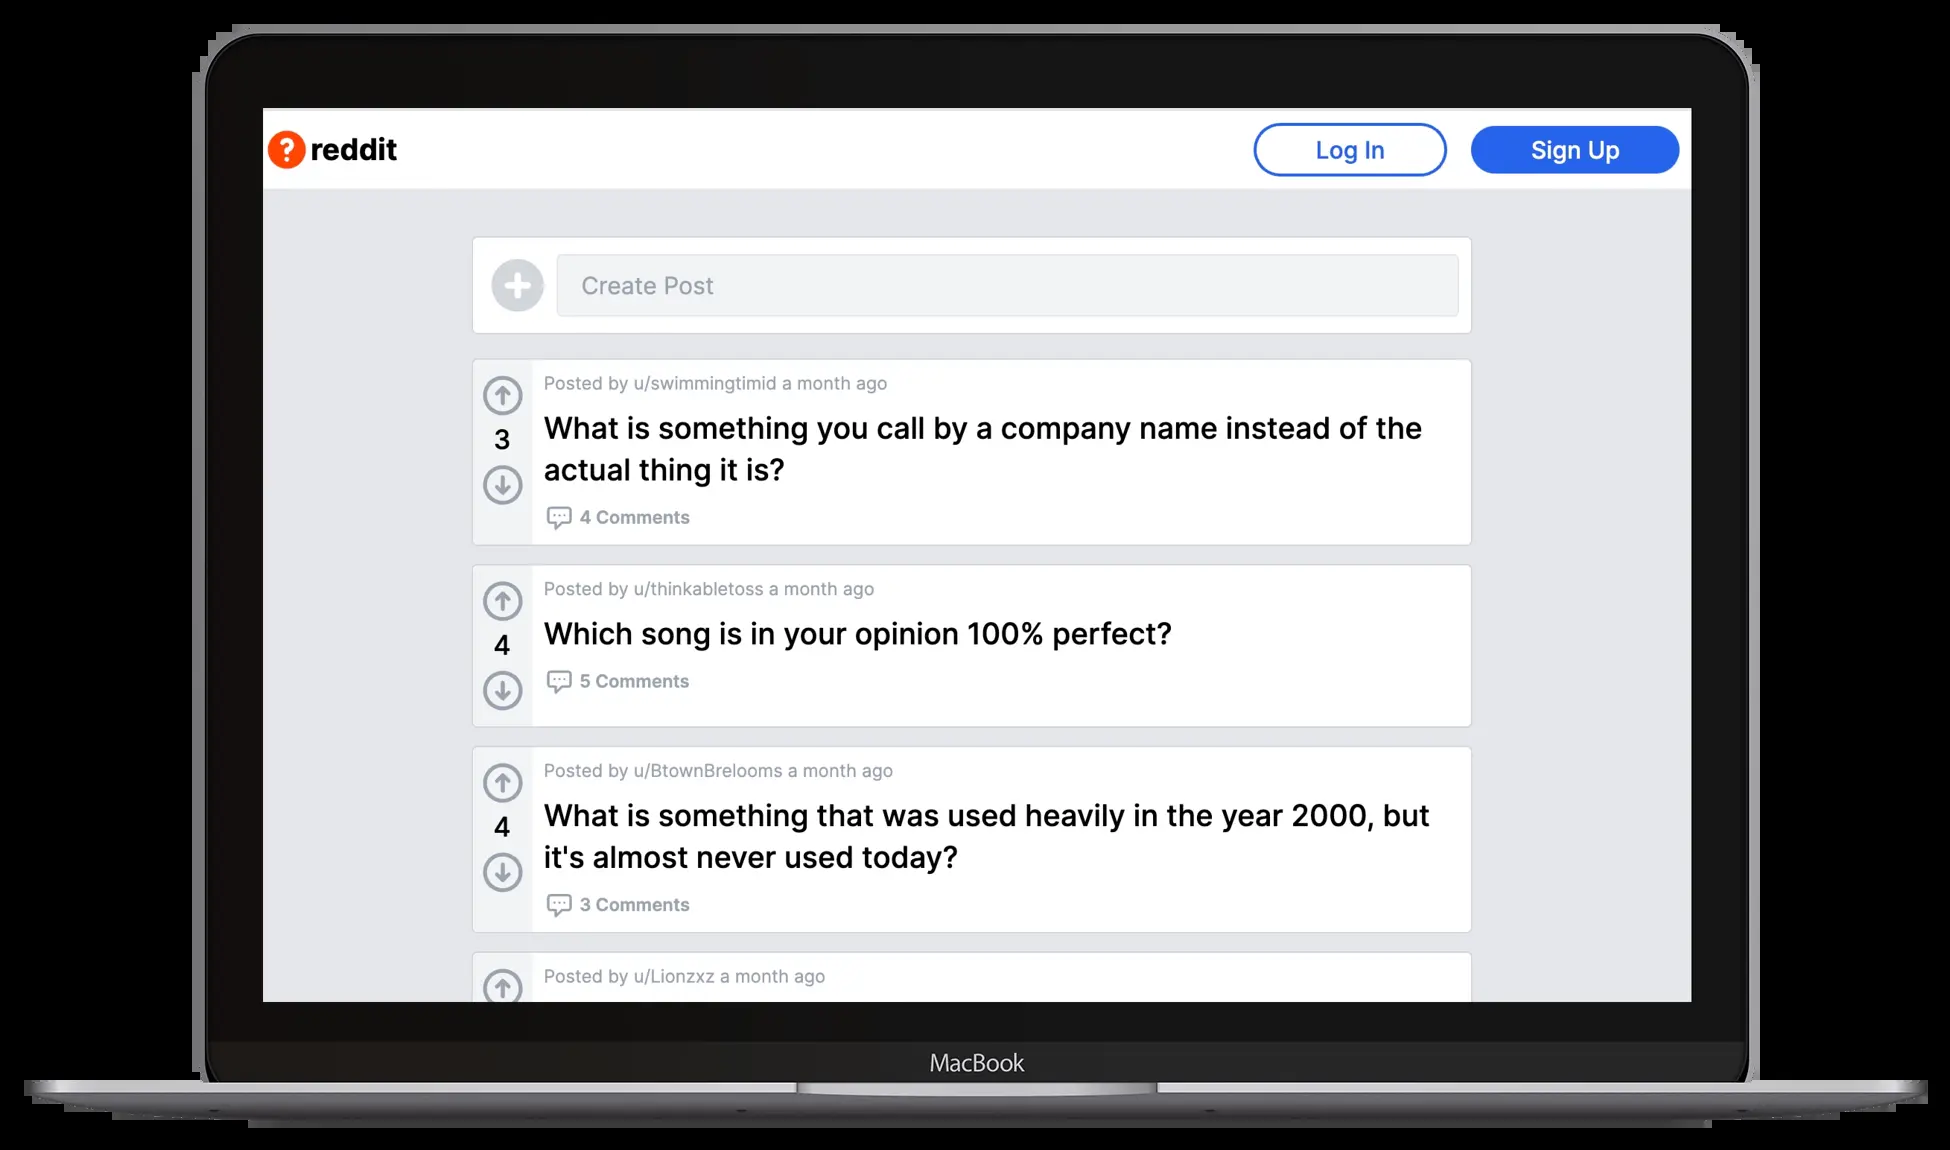 ? reddit
Log In
Sign Up
Create Post
Posted by u/swimmingtimid a month ago
What is something you call by a company name instead of the
actual thing it is?
3
4 Comments
Posted by u/thinkabletoss a month ago
Which song is in your opinion 100% perfect?
4
5 Comments
Posted by u/BtownBrelooms a month ago
What is something that was used heavily in the year 2000, but
it's almost never used today?
4
3 Comments
Posted by u/Lionzxz a month ago
MacBook